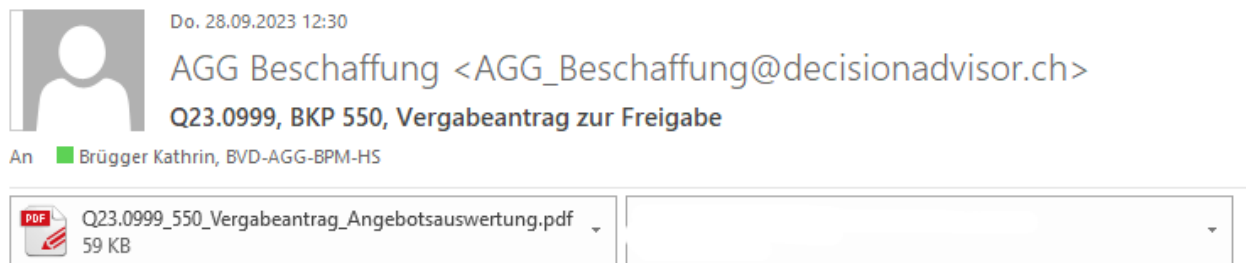 Do. 28.09.2023 12:30
AGG Beschaffung <AGG_Beschaffung@decisionadvisor.ch>
Q23.0999, BKP 550, Vergabeantrag zur Freigabe
An Brügger Kathrin, BVD-AGG-BPM-HS
PDF Q23.0999_550_Vergabeantrag_Angebotsauswertung.pdf
59 KB